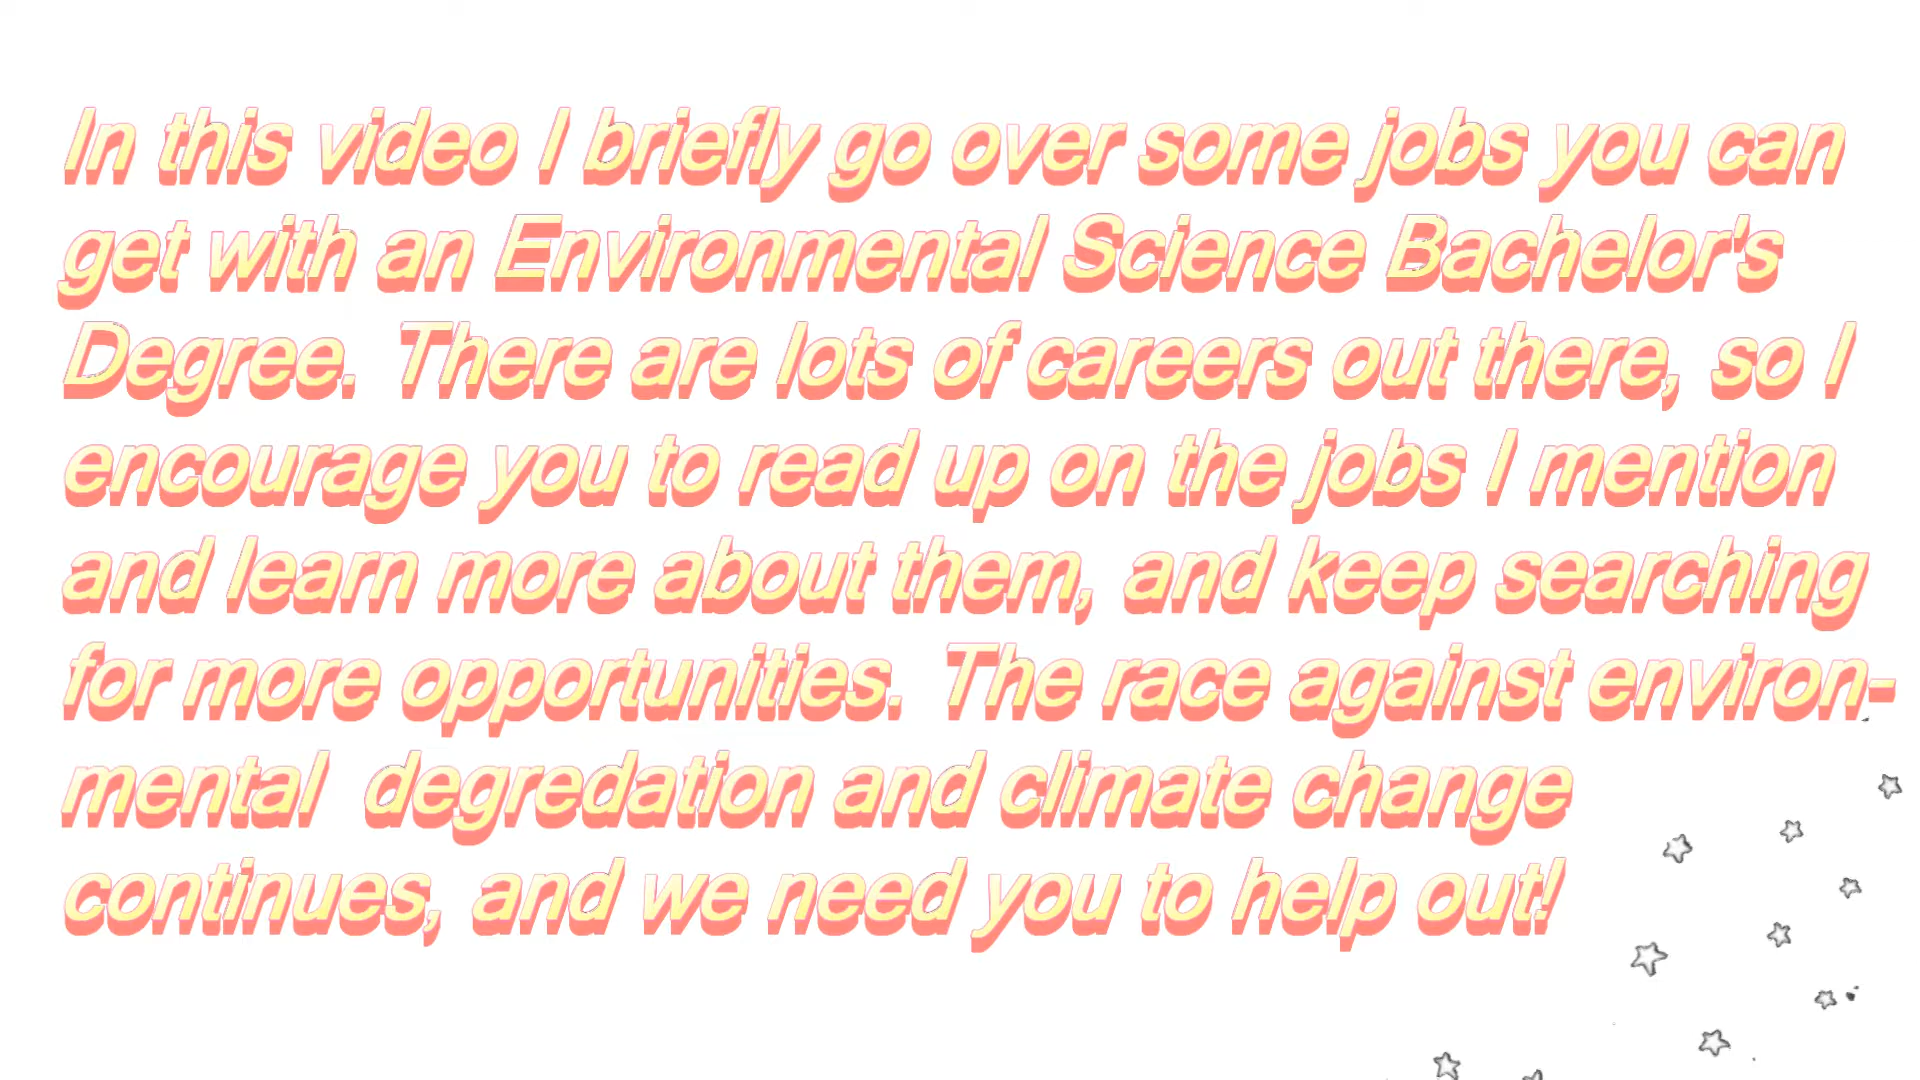 In this video I briefly go over some jobs you can
get with an Environmental Science Bachelor's
Degree. There are lots of careers out there, so I
encourage you to read up on the jobs I mention
and learn more about them, and keep searching
for more opportunities. The race against environ-
mental degredation and climate change
continues, and we need you to help out!